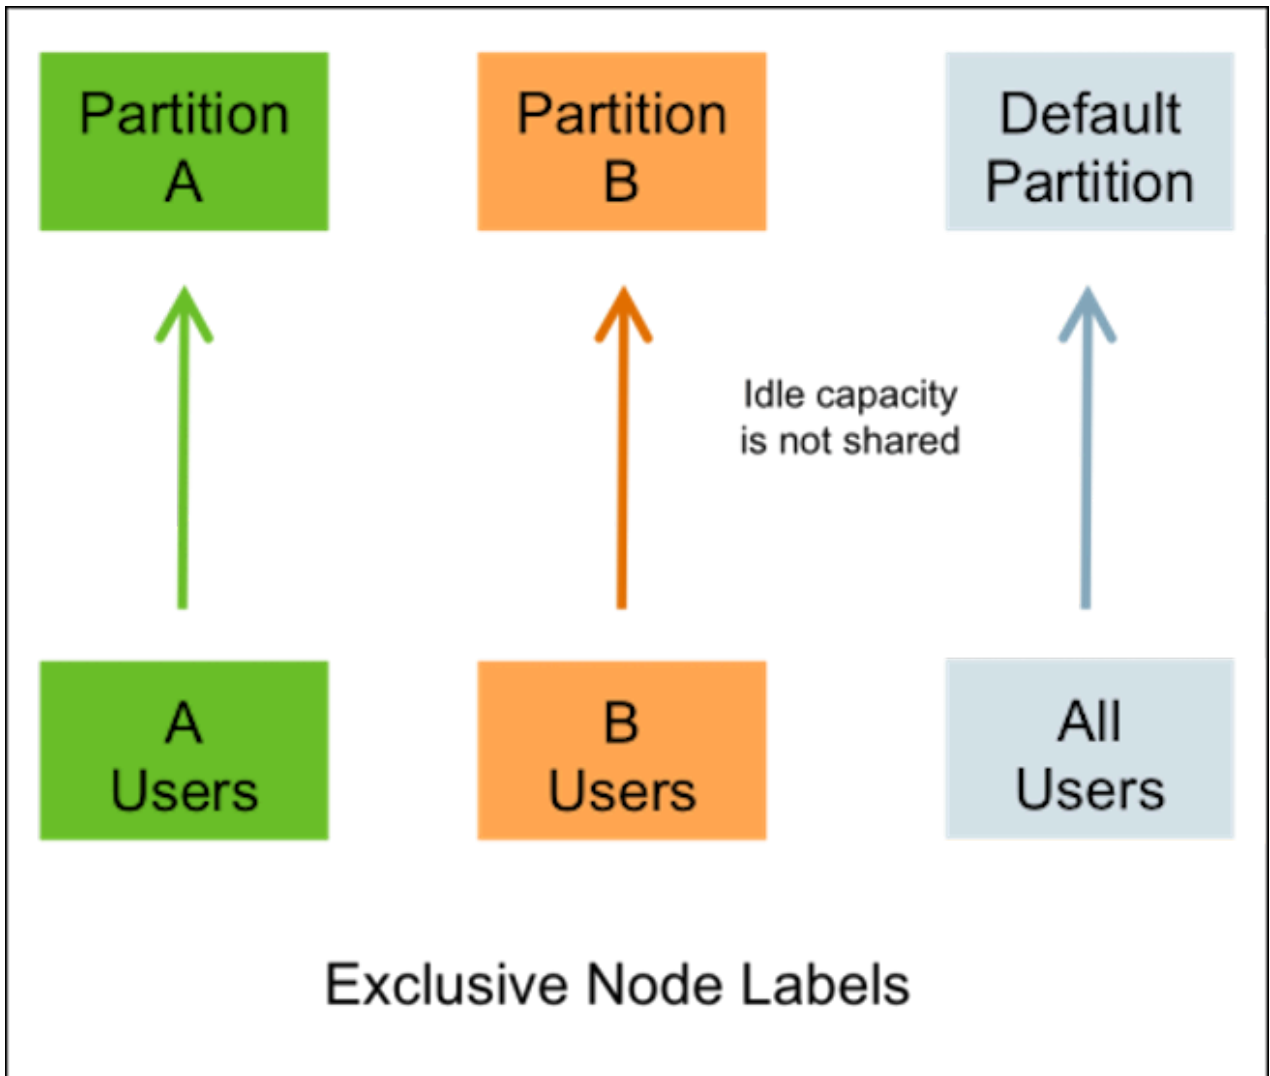 Partition
A
Partition
B
Default
Partition
Idle capacity
is not shared
A
Users
B
Users
All
Users
Exclusive Node Labels